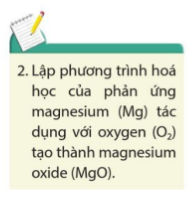 2. Lập phương trình hoá
học của phản ứng
magnesium (Mg) tác
dụng với oxygen (O₂)
tạo thành magnesium
oxide (MgO).